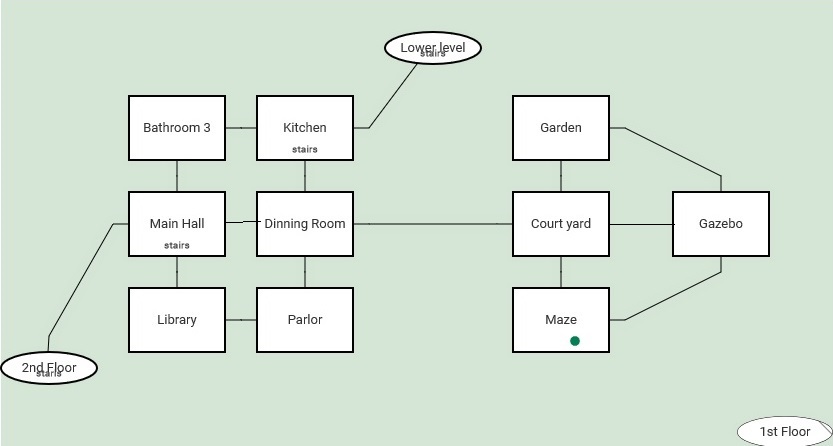 Lower level
stairs
Bathroom 3
Kitchen
stairs
Garden
Main Hall
stairs
Dinning Room
Court yard
Gazebo
Library
Parlor
Maze
2nd Floor
stairs
1st Floor